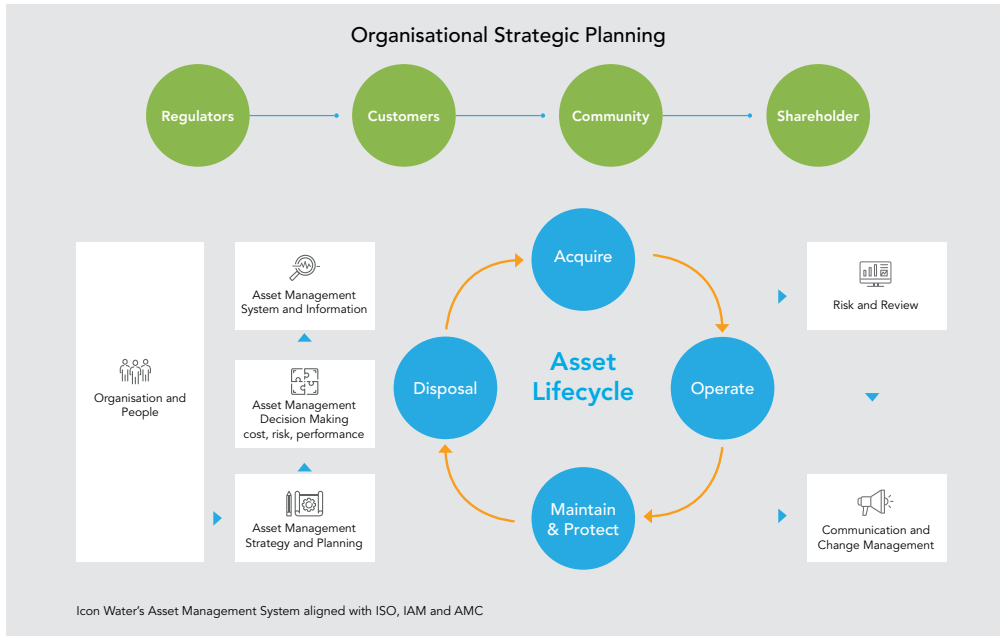 Organisational Strategic Planning
Regulators
Customers
Community
Shareholder
Organisation and
People
Asset Management
System and Information
Asset Management
Decision Making
cost, risk, performance
Asset Management
Strategy and Planning
Acquire
Asset
Lifecycle
Disposal
Operate
Maintain
& Protect
Risk and Review
Communication and
Change Management
Icon Water's Asset Management System aligned with ISO, IAM and AMC